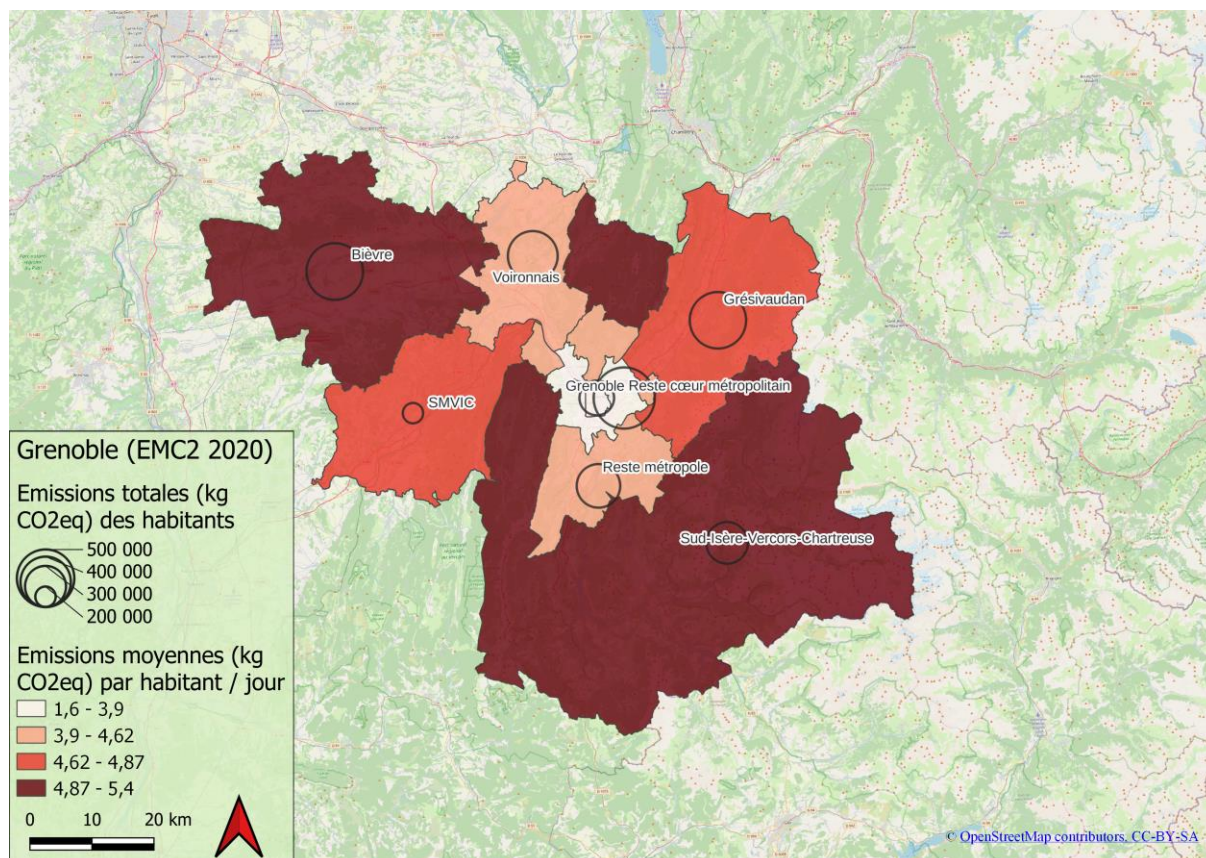 Bièvre
Voironnais
Grésivaudan
Grenoble
Reste cœur métropolitain
SMVIC
Reste métropole
Sud-Isère-Vercors-Chartreuse
Grenoble (EMC2 2020)
Emissions totales (kg
CO2eq) des habitants
500 000
400 000
300 000
200 000
Emissions moyennes (kg
CO2eq) par habitant / jour
1,6 - 3,9
3,9 - 4,62
4,62 - 4,87
4,87 - 5,4
0 10 20 km
© OpenStreetMap contributors, CC-BY-SA